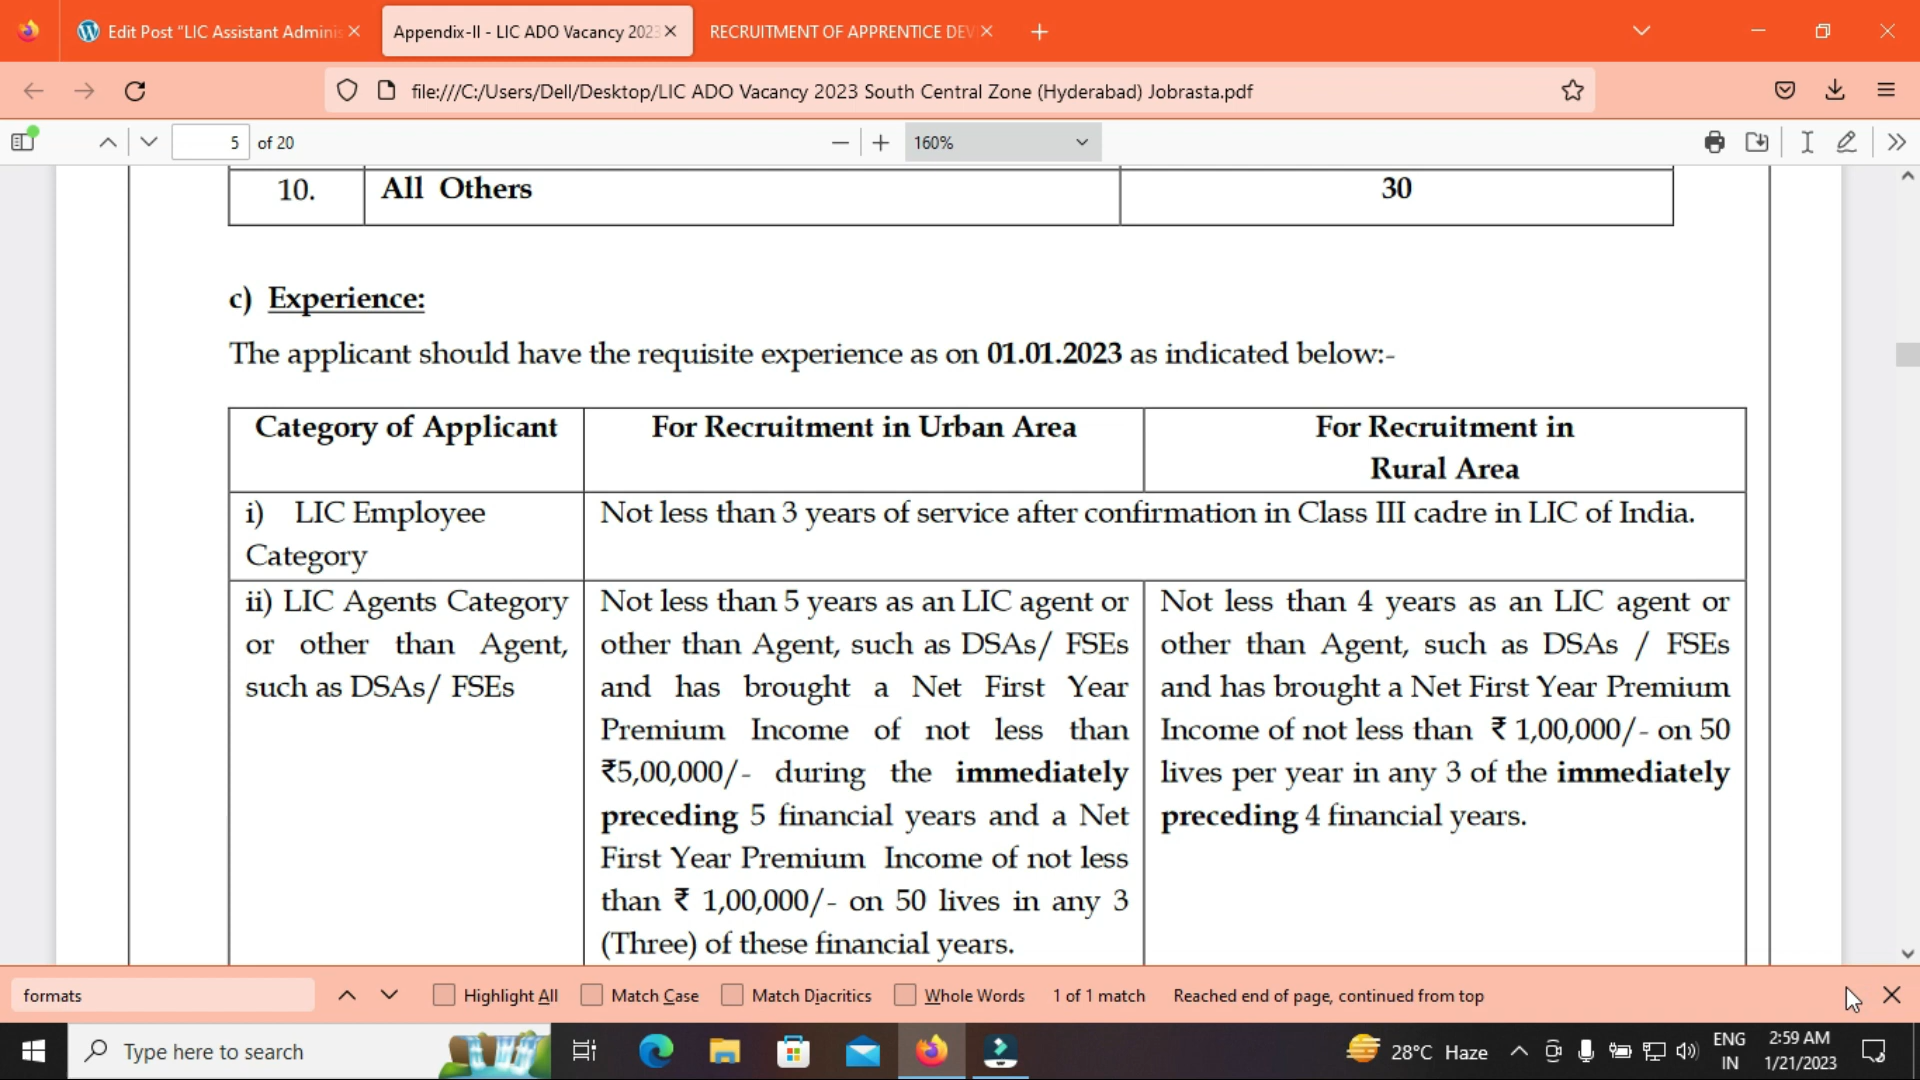 Edit Post "LIC Assistant Adminis
Appendix-II - LIC ADO Vacancy 2023
RECRUITMENT OF APPRENTICE DEV
file:///C:/Users/Dell/Desktop/LIC ADO Vacancy 2023 South Central Zone (Hyderabad) Jobrasta.pdf
5 of 20
160%
10. All Others 30
c) Experience:
The applicant should have the requisite experience as on 01.01.2023 as indicated below:-
Category of Applicant
For Recruitment in Urban Area
For Recruitment in
Rural Area
i) LIC Employee
Category
Not less than 3 years of service after confirmation in Class III cadre in LIC of India.
ii) LIC Agents Category
or other than Agent,
such as DSAs/ FSEs
Not less than 5 years as an LIC agent or
other than Agent, such as DSAs/ FSEs
and has brought a Net First Year
Premium Income of not less than
₹5,00,000/- during the immediately
preceding 5 financial years and a Net
First Year Premium Income of not less
than ₹ 1,00,000/- on 50 lives in any 3
(Three) of these financial years.
Not less than 4 years as an LIC agent or
other than Agent, such as DSAs / FSEs
and has brought a Net First Year Premium
Income of not less than ₹ 1,00,000/- on 50
lives per year in any 3 of the immediately
preceding 4 financial years.
formats
Highlight All
Match Case
Match Diacritics
Whole Words
1 of 1 match
Reached end of page, continued from top
Type here to search
28°C Haze
ENG
IN
2:59 AM
1/21/2023